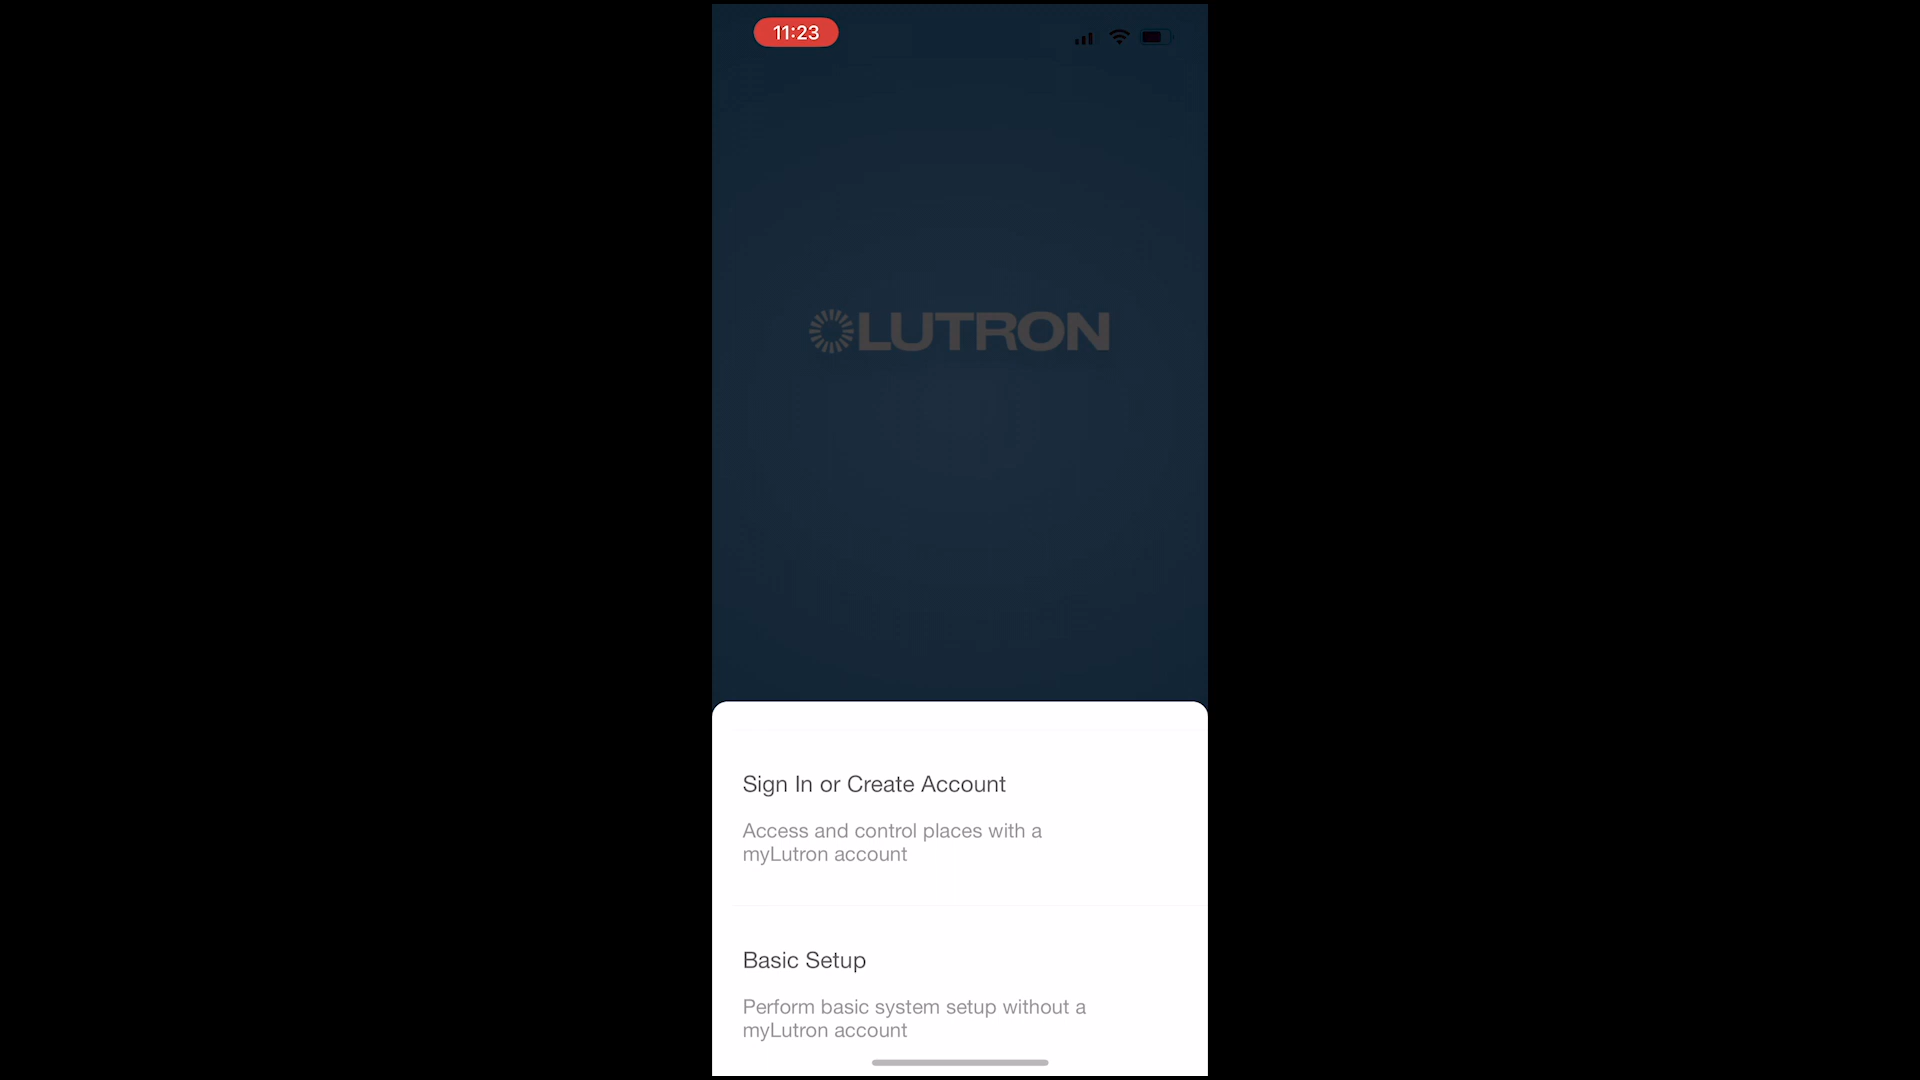 11:23
LUTRON
Sign In or Create Account
Access and control places with a
myLutron account
Basic Setup
Perform basic system setup without a
myLutron account